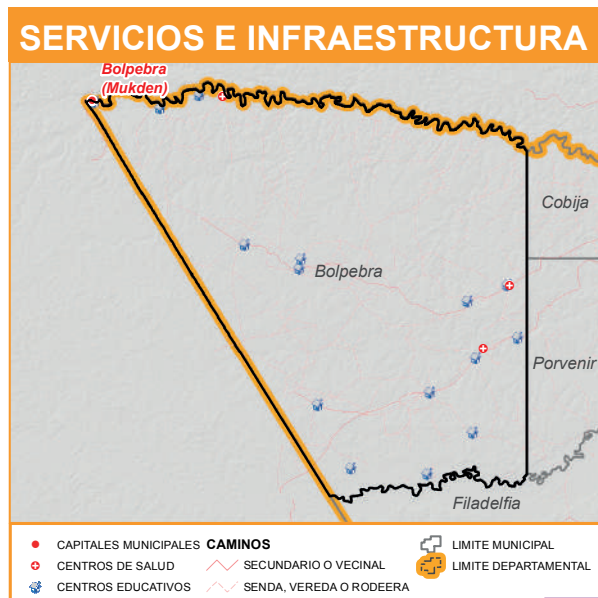 SERVICIOS E INFRAESTRUCTURA
Bolpebra
(Mukden)
Cobija
Bolpebra
Porvenir
Filadelfia
CAPITALES MUNICIPALES
CENTROS DE SALUD
CENTROS EDUCATIVOS
CAMINOS
SECUNDARIO O VECINAL
SENDA, VEREDA O RODEERA
LIMITE MUNICIPAL
LIMITE DEPARTAMENTAL